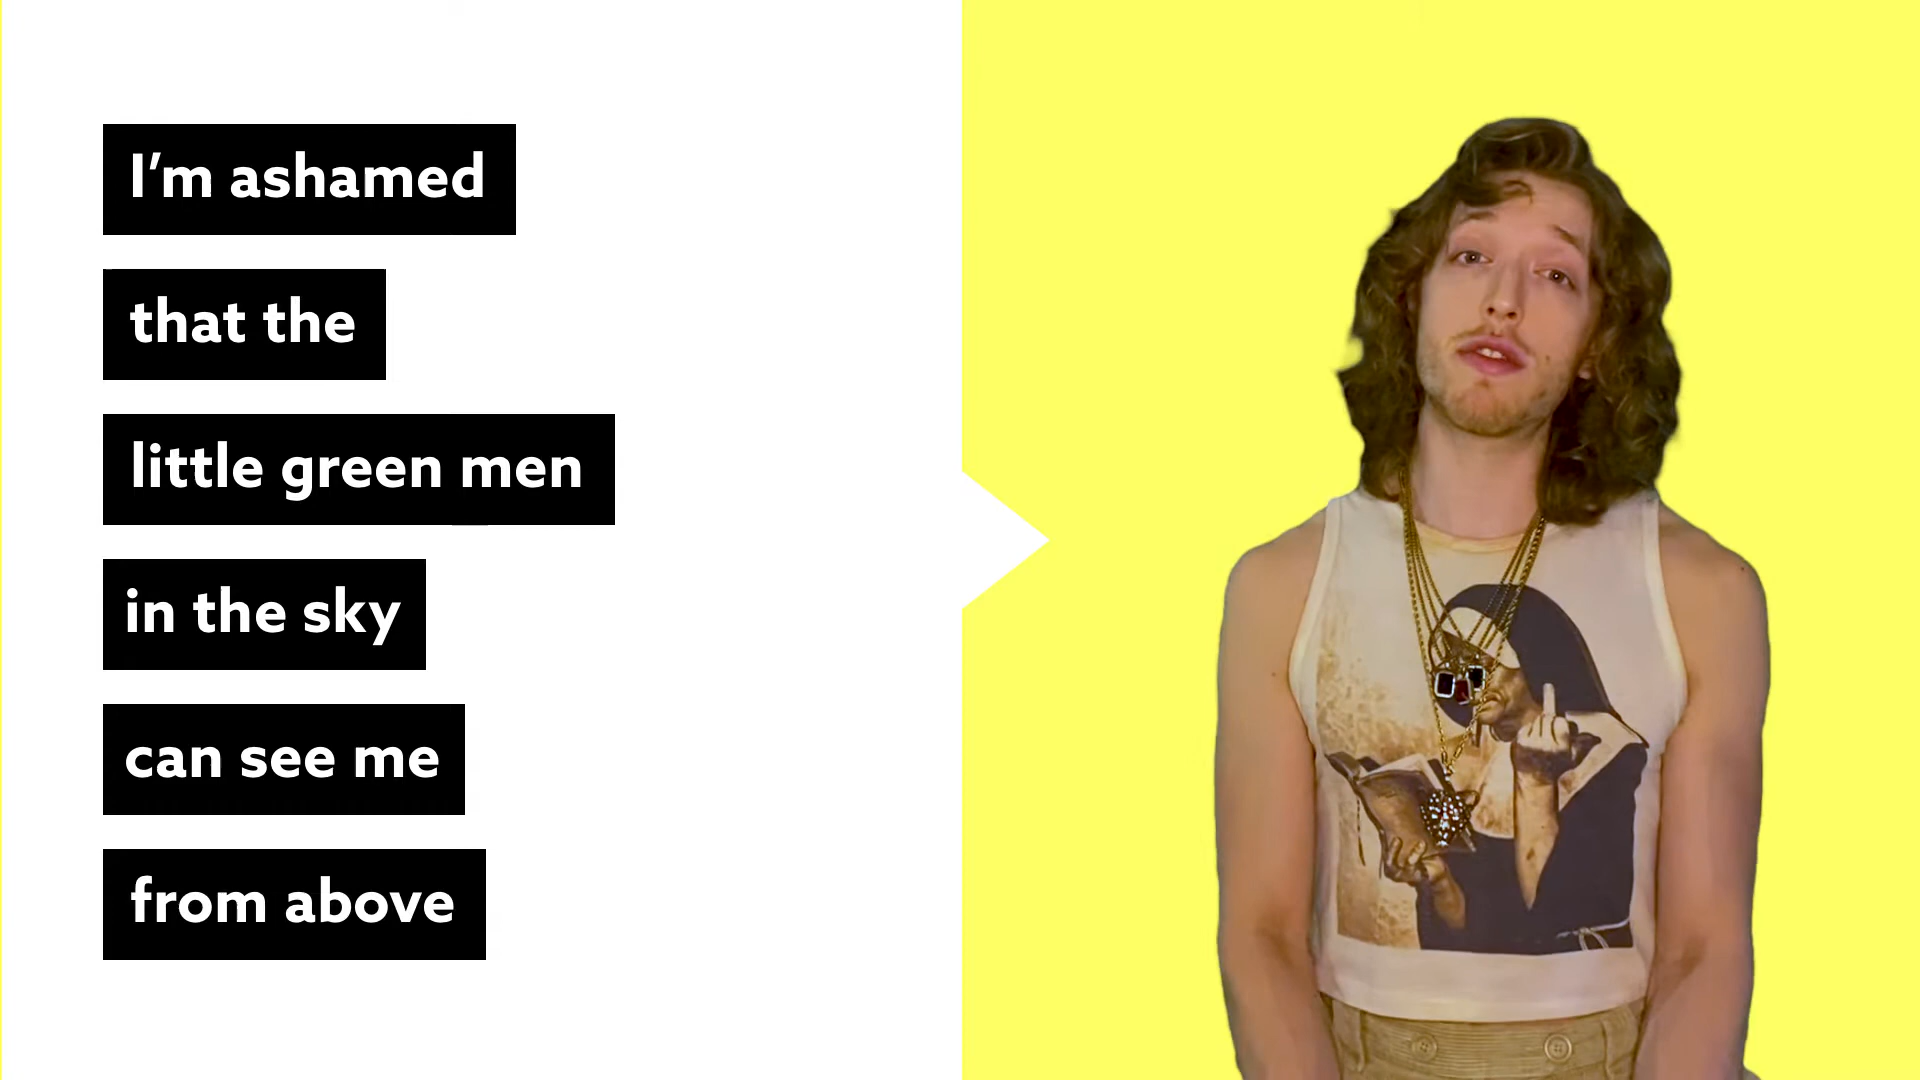 I’m ashamed
that the
little green men
in the sky
can see me
from above